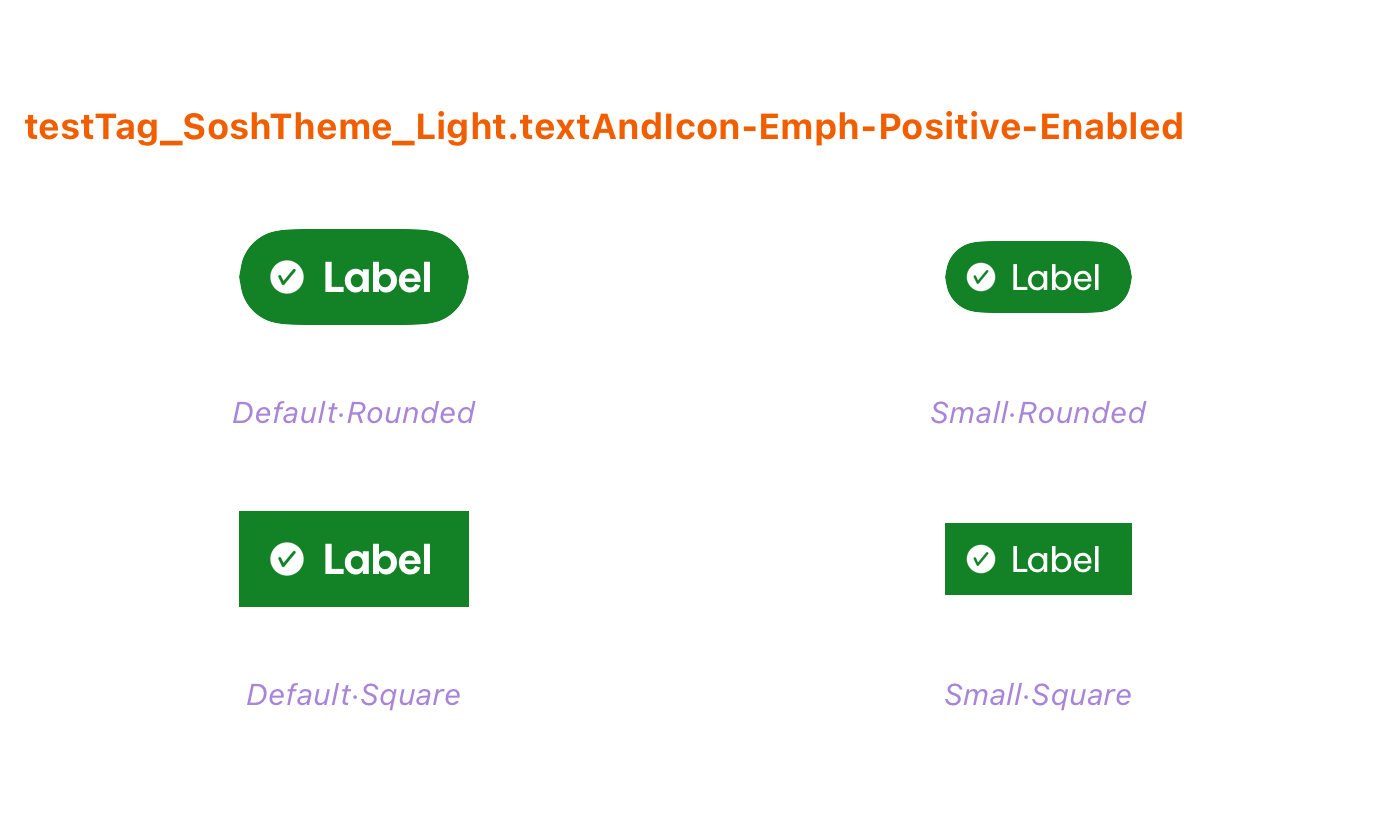 testTag_SoshTheme_Light.textAndIcon-Emph-Positive-Enabled
Label
Label
Default·Rounded
Small·Rounded
Label
Label
Default·Square
Small·Square